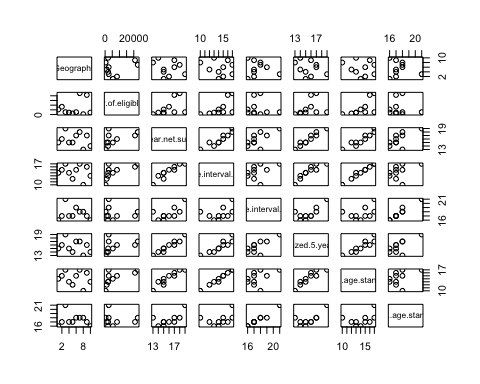 0 20000 10 15 13 17 16 20
Geograph
2 10
0
.of.eligibl
ear.net.su
13 19
10 17
e.interval.
16 21
e.interval.
13 19
zed.5.yea
10 17
.age.stan
16 21
.age.stan
2 8 13 17 16 20 10 15